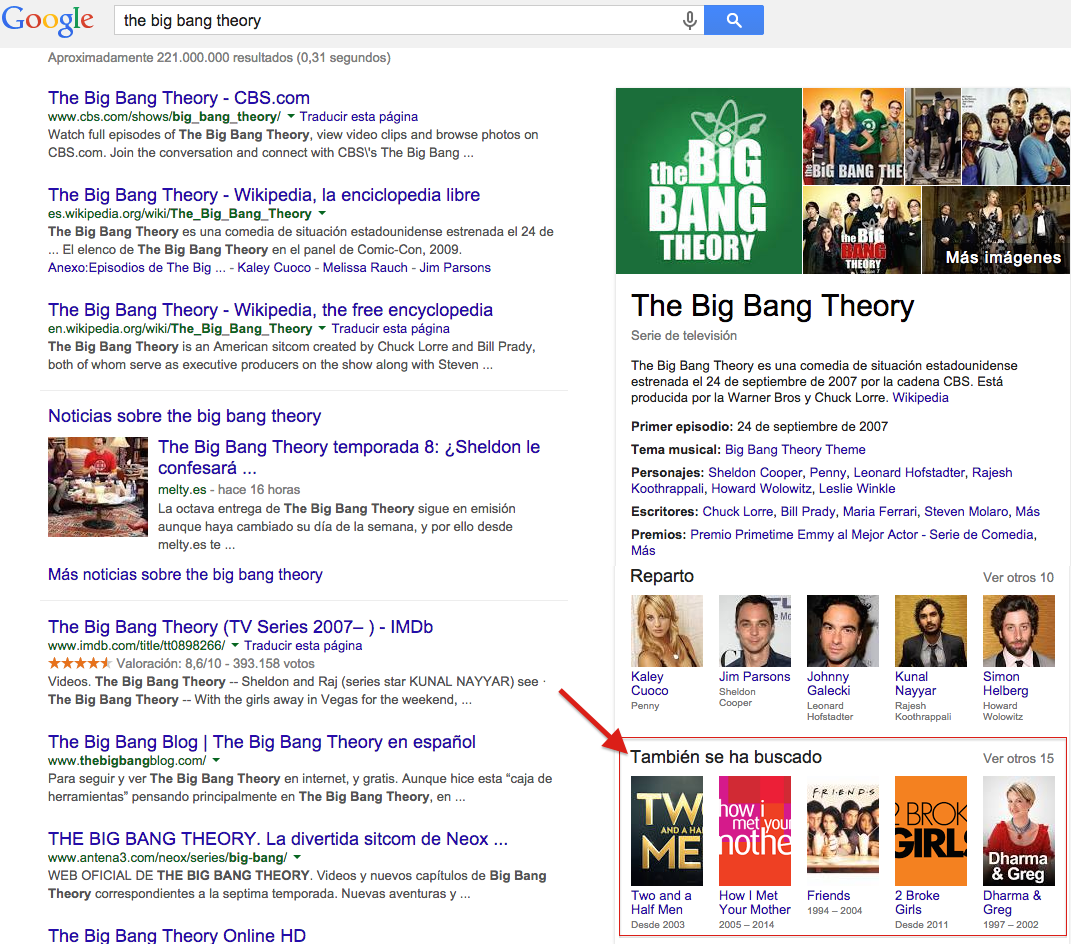 Google
the big bang theory
Aproximadamente 221.000.000 resultados (0,31 segundos)
The Big Bang Theory - CBS.com
www.cbs.com/shows/big_bang_theory/ Traducir esta página
Watch full episodes of The Big Bang Theory, view video clips and browse photos on
CBS.com. Join the conversation and connect with CBS\'s The Big Bang ...
The Big Bang Theory - Wikipedia, la enciclopedia libre
es.wikipedia.org/wiki/The_Big_Bang_Theory
The Big Bang Theory es una comedia de situación estadounidense estrenada el 24 de
... El elenco de The Big Bang Theory en el panel de Comic-Con, 2009.
Anexo:Episodios de The Big ... - Kaley Cuoco - Melissa Rauch - Jim Parsons
The Big Bang Theory - Wikipedia, the free encyclopedia
en.wikipedia.org/wiki/The_Big_Bang_Theory Traducir esta página
The Big Bang Theory is an American sitcom created by Chuck Lorre and Bill Prady,
both of whom serve as executive producers on the show along with Steven ...
Noticias sobre the big bang theory
The Big Bang Theory temporada 8: ¿Sheldon le
confesará ...
melty.es - hace 16 horas
La octava entrega de The Big Bang Theory sigue en emisión
aunque haya cambiado su día de la semana, y por ello desde
melty.es te ...
Más noticias sobre the big bang theory
The Big Bang Theory (TV Series 2007– ) - IMDb
www.imdb.com/title/tt0898266/ Traducir esta página
Valoración: 8,6/10 - 393.158 votos
Videos. The Big Bang Theory -- Sheldon and Raj (series star KUNAL NAYYAR) see ·
The Big Bang Theory -- With the girls away in Vegas for the weekend, ...
The Big Bang Blog | The Big Bang Theory en español
www.thebigbangblog.com/
Para seguir y ver The Big Bang Theory en internet, y gratis. Aunque hice esta “caja de
herramientas” pensando principalmente en The Big Bang Theory, en ...
THE BIG BANG THEORY. La divertida sitcom de Neox ...
www.antena3.com/neox/series/big-bang/
WEB OFICIAL DE THE BIG BANG THEORY. Videos y nuevos capítulos de Big Bang
Theory correspondientes a la septima temporada. Nuevas aventuras y ...
The Big Bang Theory Online HD
the BIG
BANG
THEORY
the BIG BANG THE
the BIG
BANG
THEORY
Más imágenes
The Big Bang Theory
Serie de televisión
The Big Bang Theory es una comedia de situación estadounidense
estrenada el 24 de septiembre de 2007 por la cadena CBS. Está
producida por la Warner Bros y Chuck Lorre. Wikipedia
Primer episodio: 24 de septiembre de 2007
Tema musical: Big Bang Theory Theme
Personajes: Sheldon Cooper, Penny, Leonard Hofstadter, Rajesh
Koothrappali, Howard Wolowitz, Leslie Winkle
Escritores: Chuck Lorre, Bill Prady, Maria Ferrari, Steven Molaro, Más
Premios: Premio Primetime Emmy al Mejor Actor - Serie de Comedia,
Más
Reparto Ver otros 10
Kaley Cuoco
Penny
Jim Parsons
Sheldon Cooper
Johnny Galecki
Leonard Hofstadter
Kunal Nayyar
Rajesh Koothrappali
Simon Helberg
Howard Wolowitz
También se ha buscado Ver otros 15
TW
AND A HA
ME
how i
met your
mothe
FRIENDS
2 BROK
GIRLS
Dharma
& Greg
Two and a Half Men
Desde 2003
How I Met Your Mother
2005 – 2014
Friends
1994 – 2004
2 Broke Girls
Desde 2011
Dharma & Greg
1997 – 2002